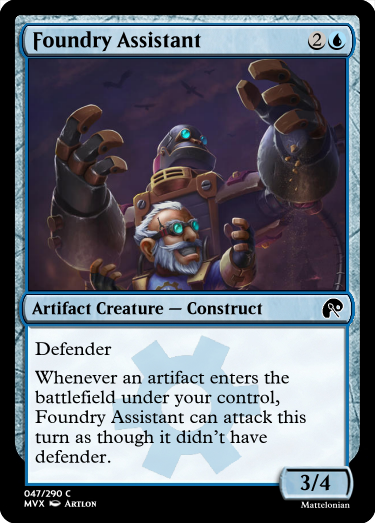 Foundry Assistant 2
Artifact Creature — Construct
Defender
Whenever an artifact enters the
battlefield under your control,
Foundry Assistant can attack this
turn as though it didn't have
defender.
3/4
047/290 C
MVX ARTLON
Mattelonian